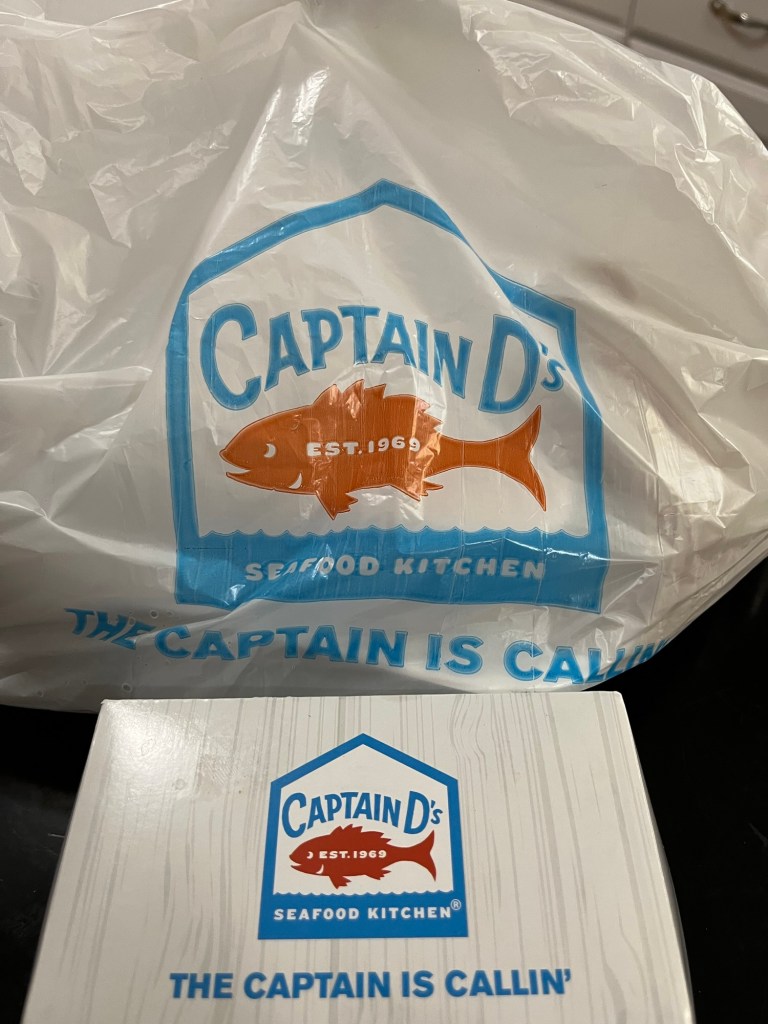 CAPTAIN D's
EST. 1969
SEAFOOD KITCHEN
THE CAPTAIN IS CALLIN'
CAPTAIN D's
EST. 1969
SEAFOOD KITCHEN®
THE CAPTAIN IS CALLIN'